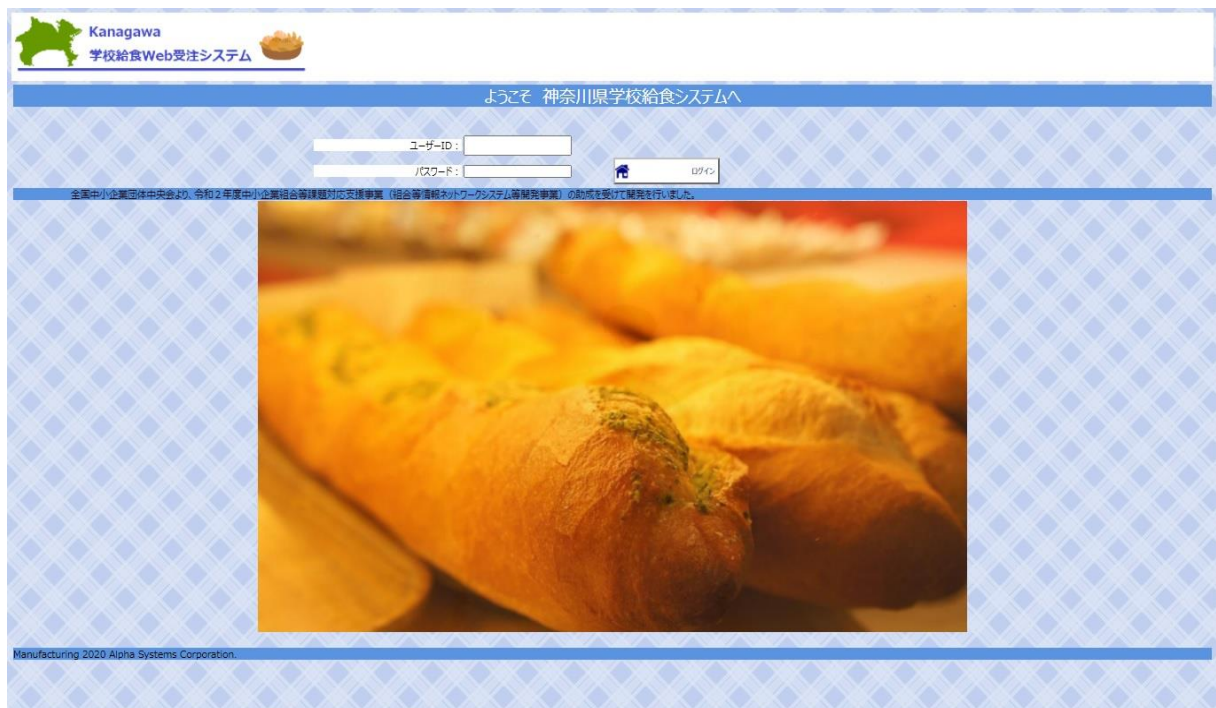 Kanagawa
学校給食Web受注システム
ようこそ 神奈川県学校給食システムへ
ユーザーID :
パスワード :
ログイン
全国中小企業団体中央会より、令和2年度中小企業組合等課題対応支援事業（組合等情報ネットワークシステム等開発事業）の助成を受けて開発を行いました。
Manufacturing 2020 Alpha Systems Corporation.